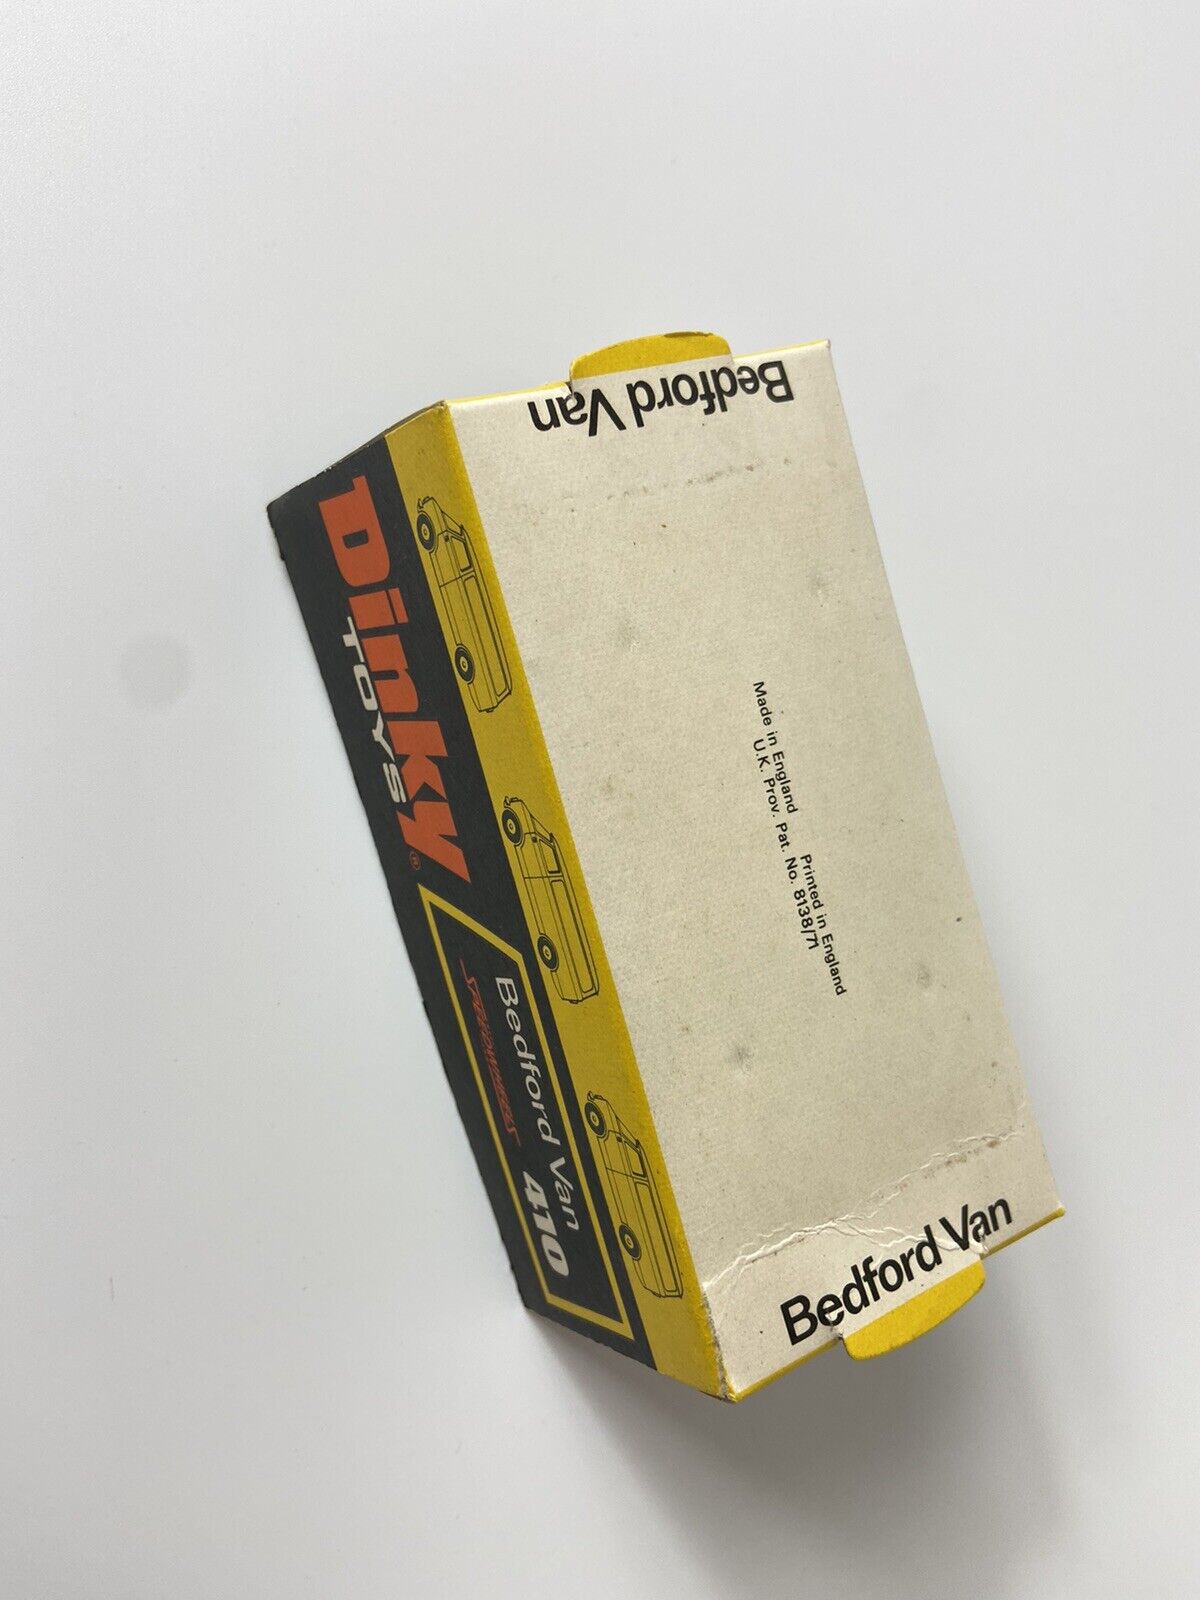 Bedford Van
Dinky®
TOYS
Bedford Van 410
SPEEDWHEELS
Made in England Printed in England
U.K. Prov. Pat. No. 8138/71
Bedford Van